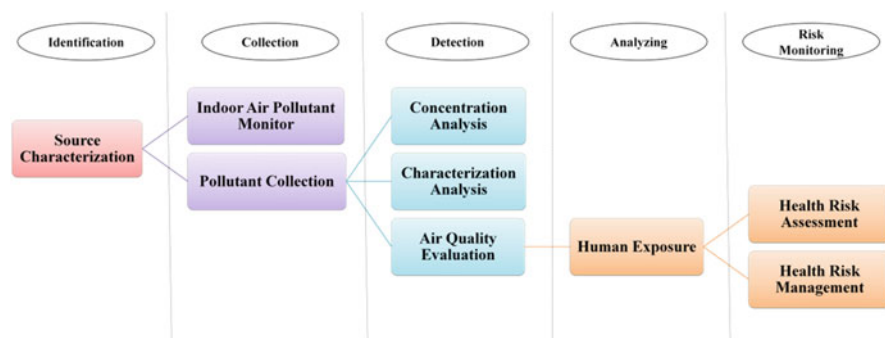 Identification
Collection
Detection
Analyzing
Risk
Monitoring
Source
Characterization
Indoor Air Pollutant
Monitor
Pollutant Collection
Concentration
Analysis
Characterization
Analysis
Air Quality
Evaluation
Human Exposure
Health Risk
Assessment
Health Risk
Management